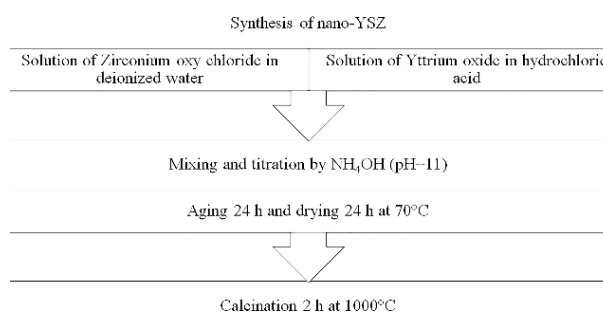 Synthesis of nano-YSZ
Solution of Zirconium oxy chloride in
deionized water
Solution of Yttrium oxide in hydrochloric
acid
Mixing and titration by NH₄OH (pH–11)
Aging 24 h and drying 24 h at 70°C
Calcination 2 h at 1000°C